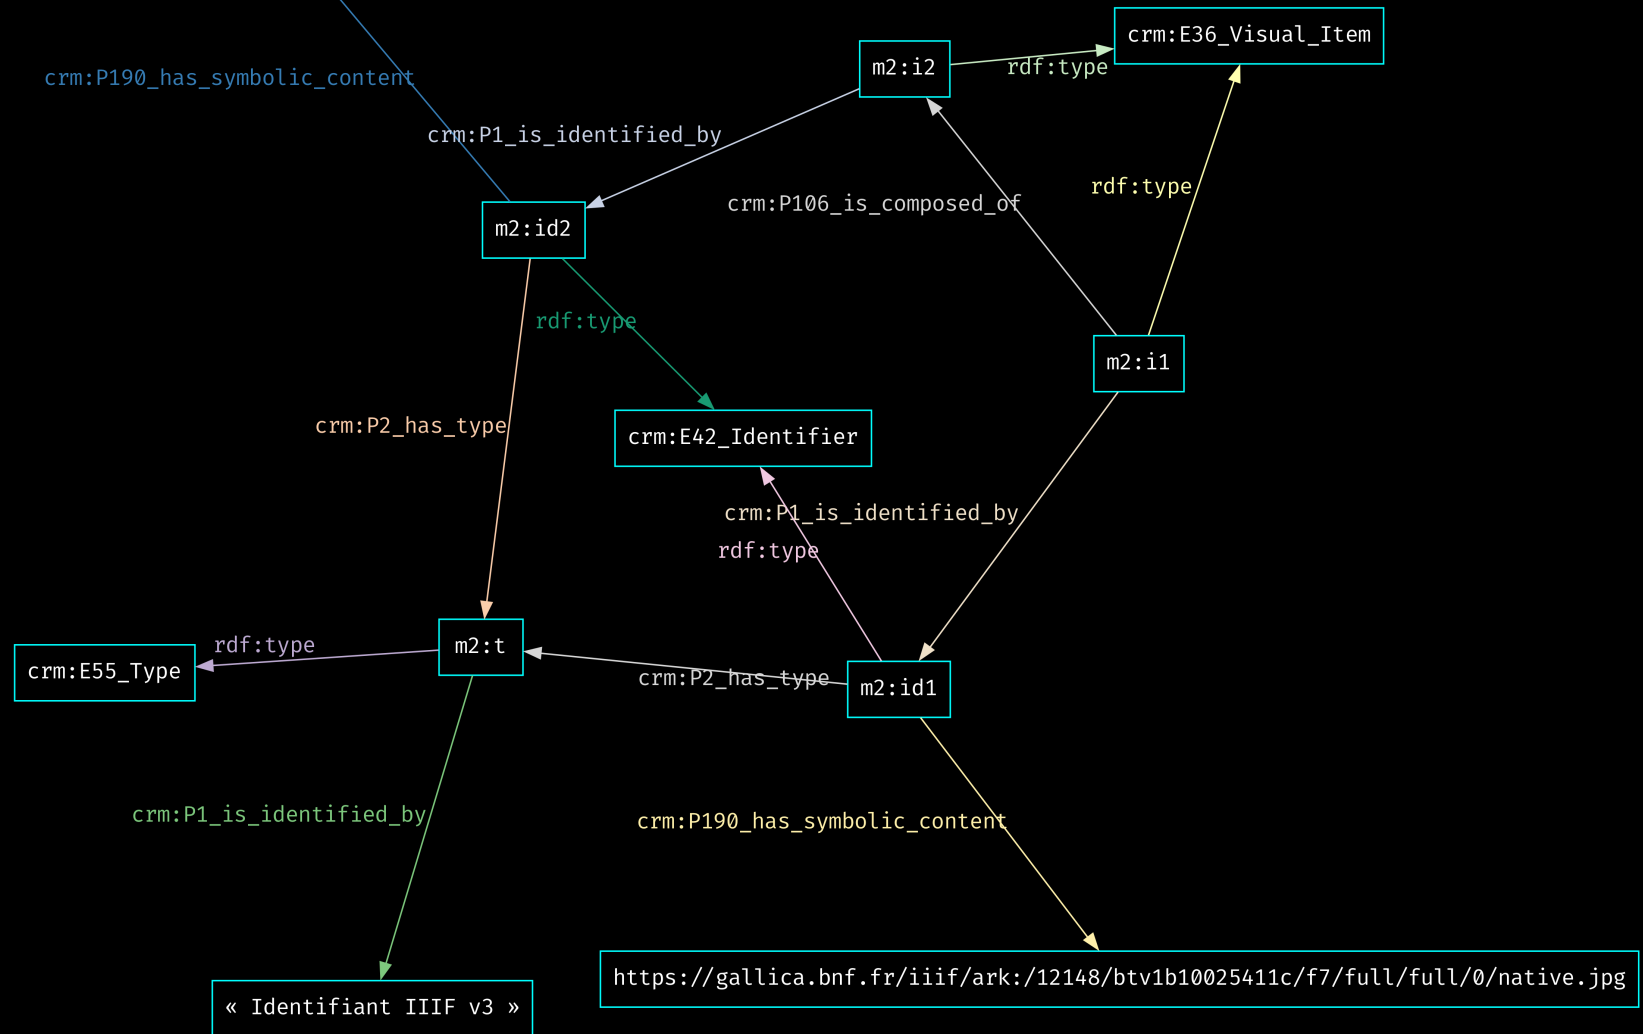 crm:E36_Visual_Item
m2:i2
rdf:type
crm:P190_has_symbolic_content
crm:P1_is_identified_by
rdf:type
crm:P106_is_composed_of
m2:id2
rdf:type
m2:i1
crm:P2_has_type
crm:E42_Identifier
crm:P1_is_identified_by
rdf:type
rdf:type
m2:t
crm:E55_Type
crm:P2_has_type
m2:id1
crm:P1_is_identified_by
crm:P190_has_symbolic_content
https://gallica.bnf.fr/iiif/ark:/12148/btv1b10025411c/f7/full/full/0/native.jpg
« Identifiant IIIF v3 »